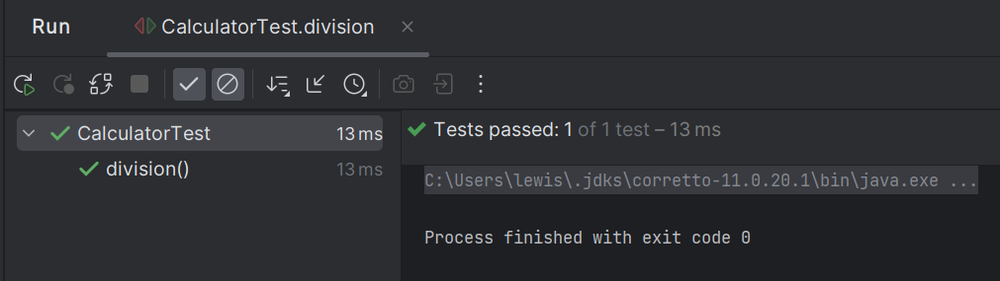 Run
CalculatorTest.division
CalculatorTest 13 ms
division() 13 ms
Tests passed: 1 of 1 test – 13 ms
C:\Users\lewis\.jdks\corretto-11.0.20.1\bin\java.exe ...
Process finished with exit code 0